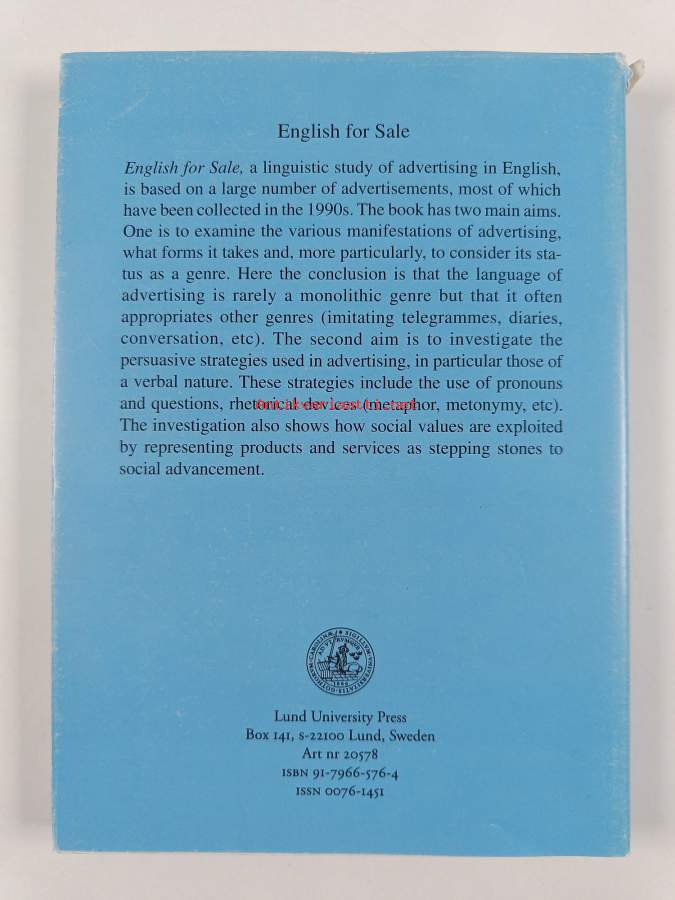 English for Sale
English for Sale, a linguistic study of advertising in English,
is based on a large number of advertisements, most of which
have been collected in the 1990s. The book has two main aims.
One is to examine the various manifestations of advertising,
what forms it takes and, more particularly, to consider its sta-
tus as a genre. Here the conclusion is that the language of
advertising is rarely a monolithic genre but that it often
appropriates other genres (imitating telegrammes, diaries,
conversation, etc). The second aim is to investigate the
persuasive strategies used in advertising, in particular those of
a verbal nature. These strategies include the use of pronouns
and questions, rhetorical devices (metaphor, metonymy, etc).
The investigation also shows how social values are exploited
by representing products and services as stepping stones to
social advancement.
Lund University Press
Box 141, S-22100 Lund, Sweden
Art nr 20578
ISBN 91-7966-576-4
ISSN 0076-1451